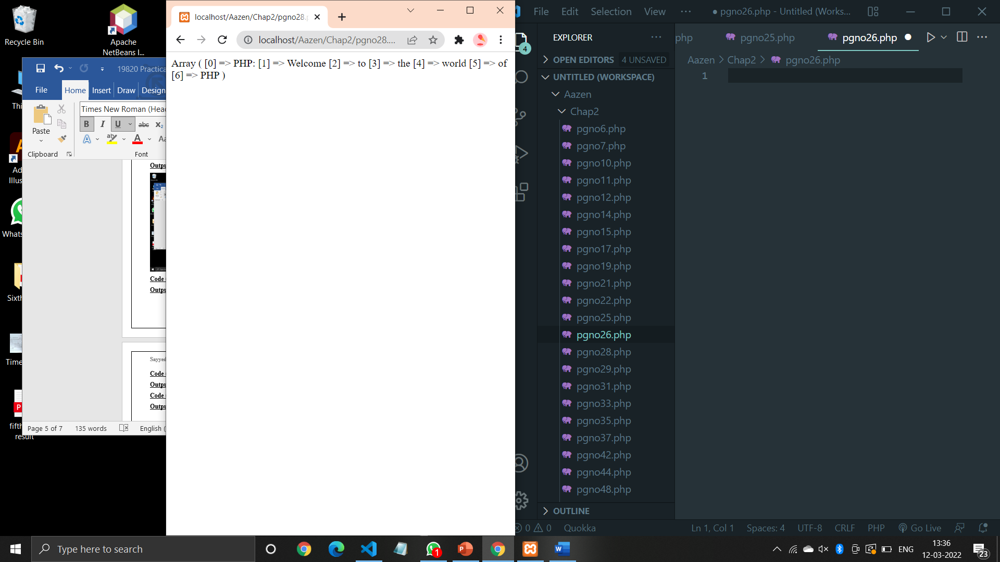 Recycle Bin
Apache
NetBeans I...
Thi
Ad
Illus
Whats
Sixth
Time
fifth
result
19820 Practica
File
Home
Insert
Draw
Design
Paste
Clipboard
Times New Roman (Head
B I U abc x₂
A ab A Aa
Font
Outpu
Code
Outpu
Sayyed
Code
Outpu
Code
Outpu
Page 5 of 7
135 words
English (
localhost/Aazen/Chap2/pgno28.p
localhost/Aazen/Chap2/pgno28....
Array ( [0] => PHP: [1] => Welcome [2] => to [3] => the [4] => world [5] => of
[6] => PHP )
File
Edit
Selection
View
● pgno26.php - Untitled (Works...
4
EXPLORER
OPEN EDITORS
4 UNSAVED
UNTITLED (WORKSPACE)
Aazen
Chap2
pgno6.php
pgno7.php
pgno10.php
pgno11.php
pgno12.php
pgno14.php
pgno15.php
pgno17.php
pgno19.php
pgno21.php
pgno22.php
pgno25.php
pgno26.php
pgno28.php
pgno29.php
pgno31.php
pgno33.php
pgno35.php
pgno37.php
pgno42.php
pgno44.php
pgno48.php
OUTLINE
php
pgno25.php
pgno26.php
Aazen > Chap2 > pgno26.php
1
0
0
Quokka
Ln 1, Col 1
Spaces: 4
UTF-8
CRLF
PHP
Go Live
Type here to search
1
ENG
13:36
12-03-2022
23